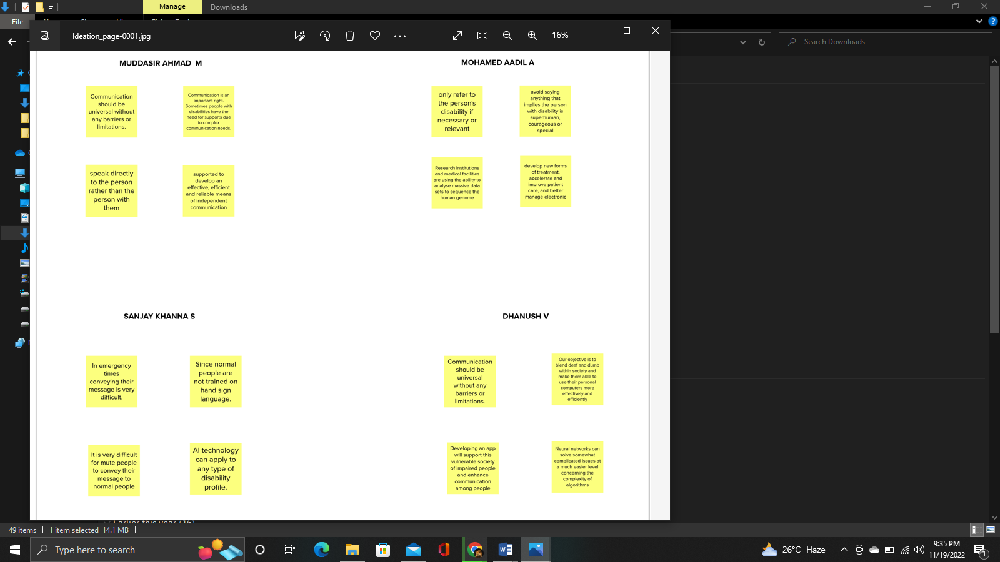 Manage
Downloads
File
Ideation_page-0001.jpg
16%
Search Downloads
MUDDASIR AHMAD M
MOHAMED AADIL A
Communication
should be
universal without
any barriers or
limitations.
Communication is an
important right.
Sometimes people with
disabilities have the
need for supports due
to complex
communication needs.
only refer to
the person's
disability if
necessary or
relevant
avoid saying
anything that
implies the person
with disability is
superhuman,
courageous or
special
speak directly
to the person
rather than the
person with
them
supported to
develop an
effective, efficient
and reliable means
of independent
communication
Research institutions
and medical facilities
are using the ability to
analyse massive data
sets to sequence the
human genome
develop new forms
of treatment,
accelerate and
improve patient
care, and better
manage electronic
SANJAY KHANNA S
DHANUSH V
In emergency
times
conveying their
message is very
difficult.
Since normal
people are
not trained on
hand sign
language.
Communication
should be
universal
without any
barriers or
limitations.
Our objective is to
blend deaf and dumb
within society and
make them able to
use their personal
computers more
effectively and
efficiently
It is very difficult
for mute people
to convey their
message to
normal people
AI technology
can apply to
any type of
disability
profile.
Developing an app
will support this
vulnerable society
of impaired people
and enhance
communication
among people
Neural networks can
solve somewhat
complicated issues at
a much easier level
concerning the
complexity of
algorithms
49 items
1 item selected 14.1 MB
Type here to search
26°C Haze
9:35 PM
11/19/2022
1